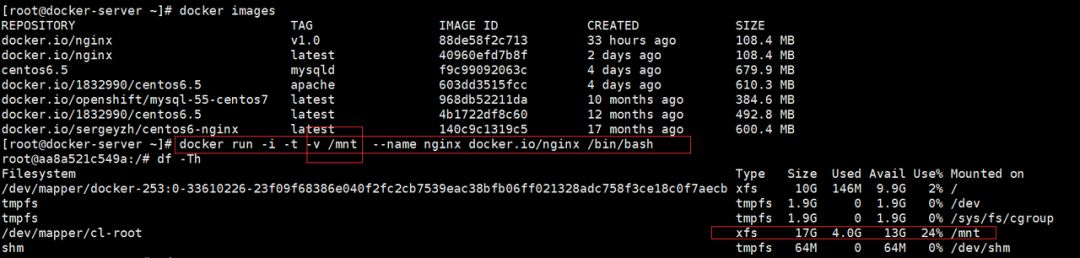 [root@docker-server ~]# docker images
REPOSITORY TAG IMAGE ID CREATED SIZE
docker.io/nginx v1.0 88de58f2c713 33 hours ago 108.4 MB
docker.io/nginx latest 40960efd7b8f 2 days ago 108.4 MB
centos6.5 mysqld f9c99092063c 4 days ago 679.9 MB
docker.io/1832990/centos6.5 apache 603dd3515fcc 4 days ago 610.3 MB
docker.io/openshift/mysql-55-centos7 latest 968db52211da 10 months ago 384.6 MB
docker.io/1832990/centos6.5 latest 4b1722df8c60 12 months ago 492.8 MB
docker.io/sergeyzh/centos6-nginx latest 140c9c1319c5 17 months ago 600.4 MB
[root@docker-server ~]# docker run -i -t -v /mnt --name nginx docker.io/nginx /bin/bash
root@aa8a521c549a:/# df -Th
Filesystem Type Size Used Avail Use% Mounted on
/dev/mapper/docker-253:0-33610226-23f09f68386e040f2fc2cb7539eac38bfb06ff021328adc758f3ce18c0f7aecb xfs 10G 146M 9.9G 2% /
tmpfs tmpfs 1.9G 0 1.9G 0% /dev
tmpfs tmpfs 1.9G 0 1.9G 0% /sys/fs/cgroup
/dev/mapper/cl-root xfs 17G 4.0G 13G 24% /mnt
shm tmpfs 64M 0 64M 0% /dev/shm